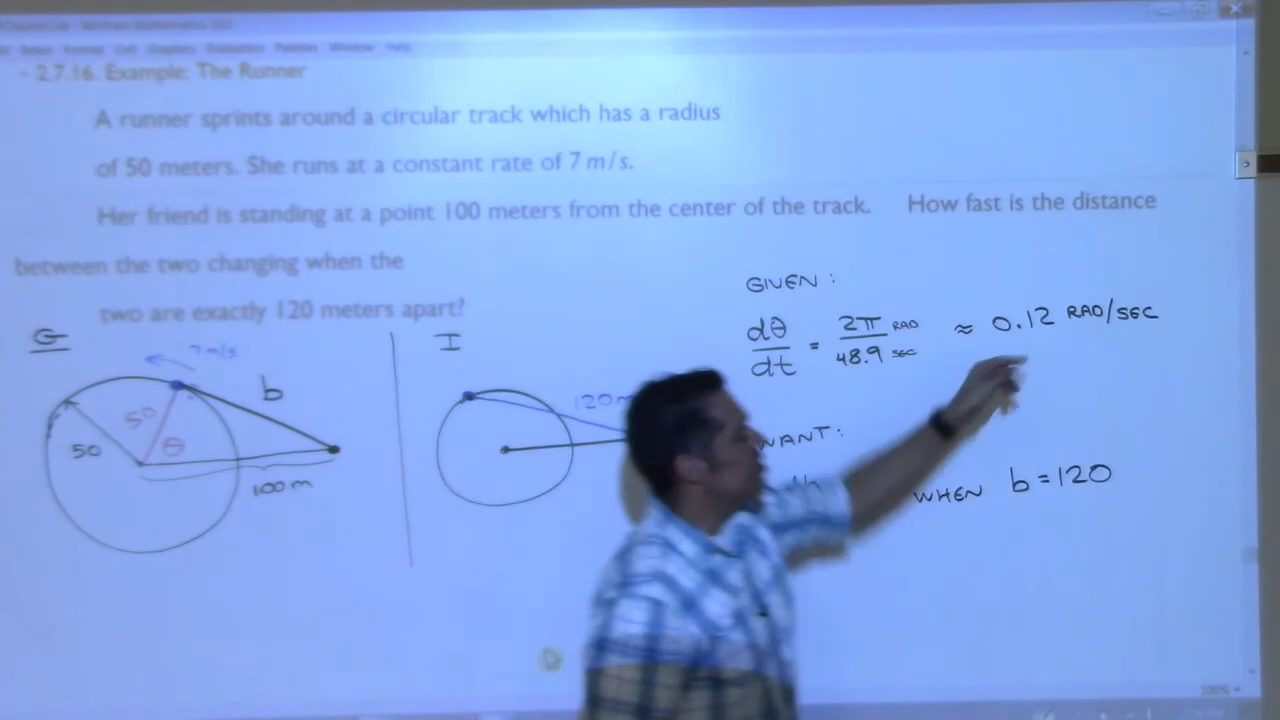 2.7.16. Example: The Runner
A runner sprints around a circular track which has a radius
of 50 meters. She runs at a constant rate of 7 m/s.
Her friend is standing at a point 100 meters from the center of the track. How fast is the distance
between the two changing when the
two are exactly 120 meters apart?
G
7 m/s
b
50
50
θ
100 m
I
120 m
GIVEN:
dθ/dt = 2π RAD / 48.9 SEC ≈ 0.12 RAD/SEC
WANT:
WHEN b = 120
100%